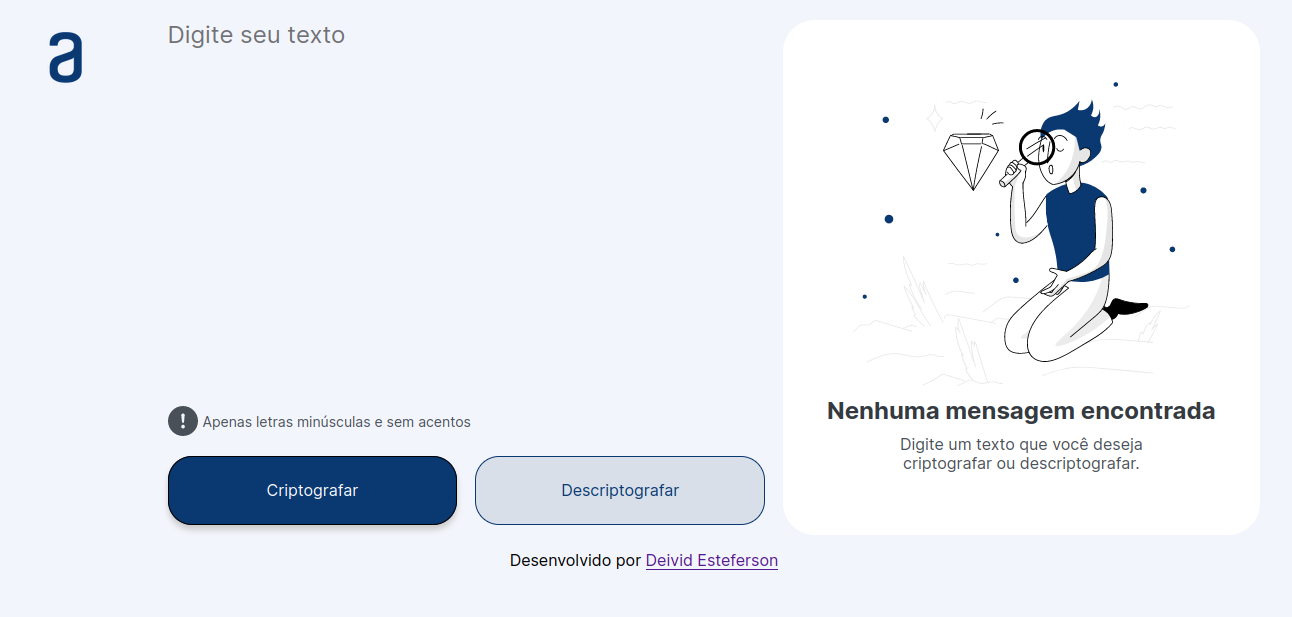 a
Digite seu texto
Apenas letras minúsculas e sem acentos
Criptografar
Descriptografar
Nenhuma mensagem encontrada
Digite um texto que você deseja
criptografar ou descriptografar.
Desenvolvido por Deivid Esteferson